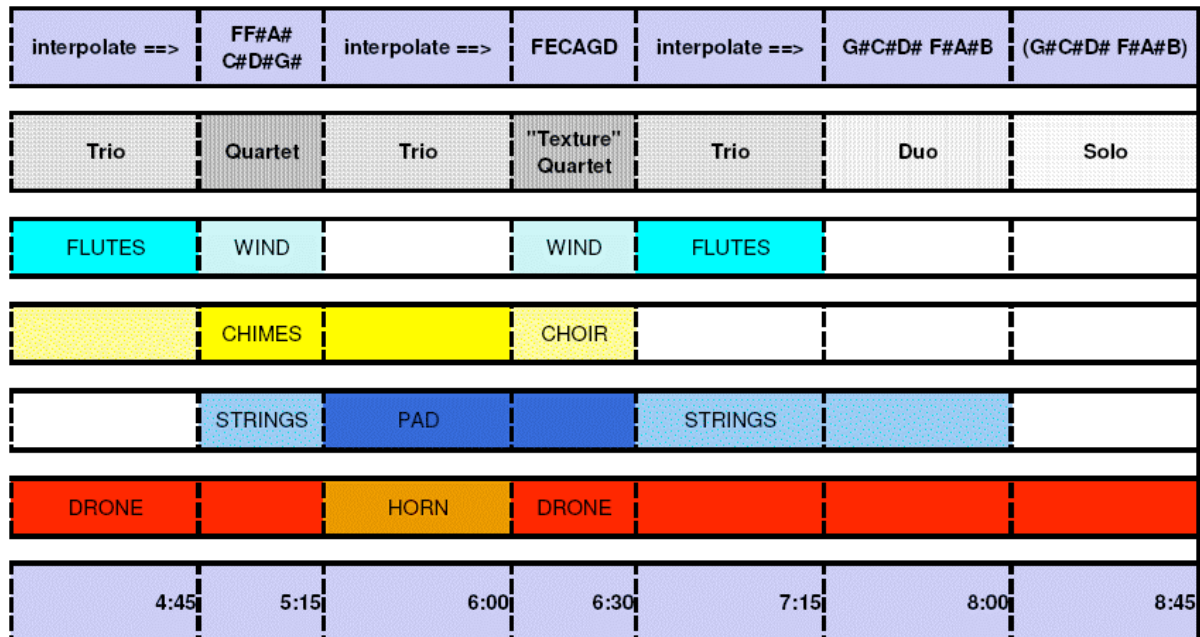 interpolate ==>
FF#A#
C#D#G#
interpolate ==>
FECAGD
interpolate ==>
G#C#D# F#A#B
(G#C#D# F#A#B)
Trio
Quartet
Trio
"Texture"
Quartet
Trio
Duo
Solo
FLUTES
WIND
WIND
FLUTES
CHIMES
CHOIR
STRINGS
PAD
STRINGS
DRONE
HORN
DRONE
4:45
5:15
6:00
6:30
7:15
8:00
8:45